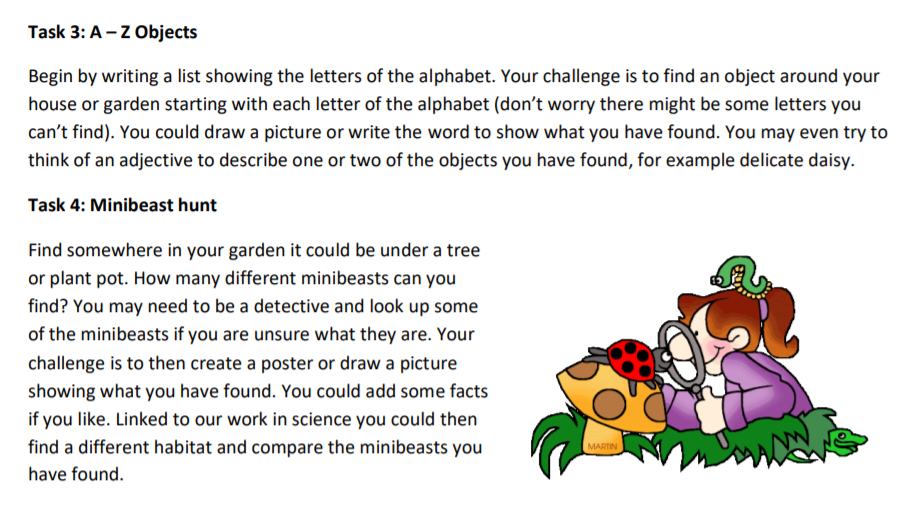 Task 3: A – Z Objects
Begin by writing a list showing the letters of the alphabet. Your challenge is to find an object around your
house or garden starting with each letter of the alphabet (don’t worry there might be some letters you
can’t find). You could draw a picture or write the word to show what you have found. You may even try to
think of an adjective to describe one or two of the objects you have found, for example delicate daisy.
Task 4: Minibeast hunt
Find somewhere in your garden it could be under a tree
or plant pot. How many different minibeasts can you
find? You may need to be a detective and look up some
of the minibeasts if you are unsure what they are. Your
challenge is to then create a poster or draw a picture
showing what you have found. You could add some facts
if you like. Linked to our work in science you could then
find a different habitat and compare the minibeasts you
have found.
MARTIN